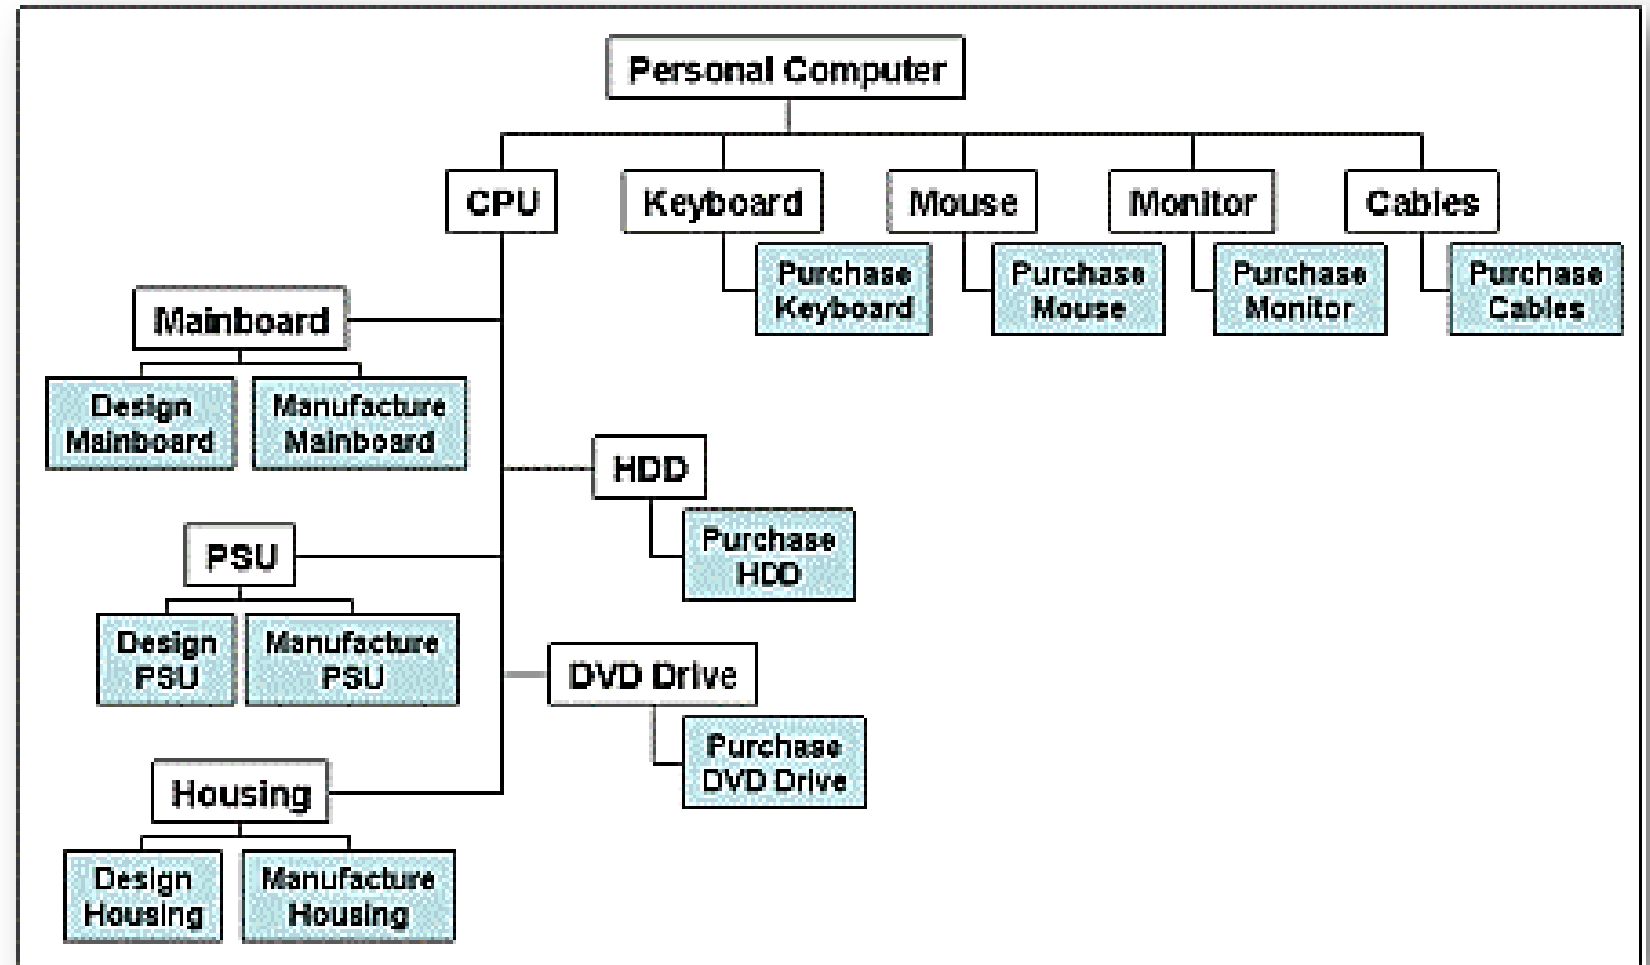 Personal Computer
CPU
Keyboard
Mouse
Monitor
Cables
Purchase
Keyboard
Purchase
Mouse
Purchase
Monitor
Purchase
Cables
Mainboard
Design
Mainboard
Manufacture
Mainboard
HDD
Purchase
HDD
PSU
Design
PSU
Manufacture
PSU
DVD Drive
Purchase
DVD Drive
Housing
Design
Housing
Manufacture
Housing